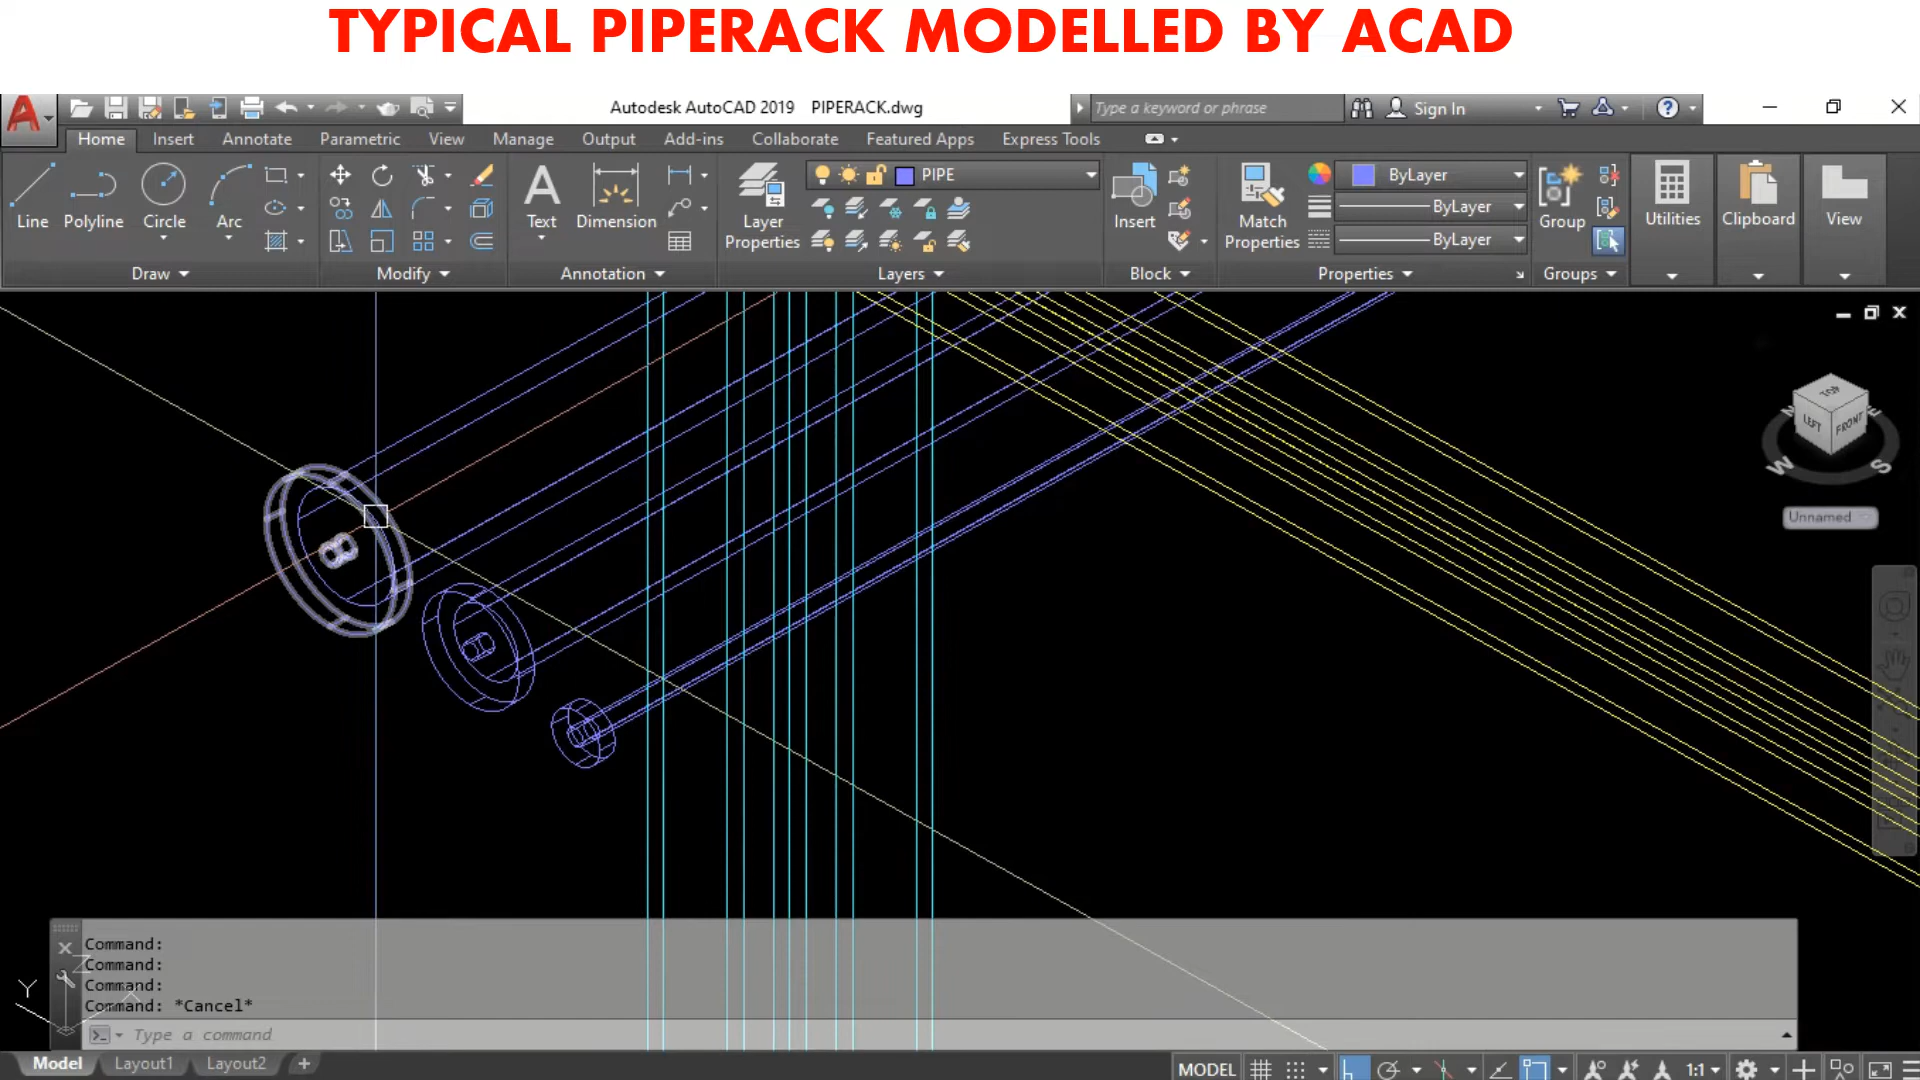 TYPICAL PIPERACK MODELLED BY ACAD
Autodesk AutoCAD 2019 PIPERACK.dwg
Type a keyword or phrase
Sign In
Home Insert Annotate Parametric View Manage Output Add-ins Collaborate Featured Apps Express Tools
PIPE
ByLayer
ByLayer
ByLayer
Line Polyline Circle Arc
Text Dimension
Layer Properties
Insert
Match Properties
Group
Utilities
Clipboard
View
Draw Modify Annotation Layers Block Properties Groups
TOP
LEFT FRONT
N E
W S
Unnamed
Command:
Command:
Command:
Command: *Cancel*
Type a command
Y Z X
Model Layout1 Layout2 +
MODEL 1:1